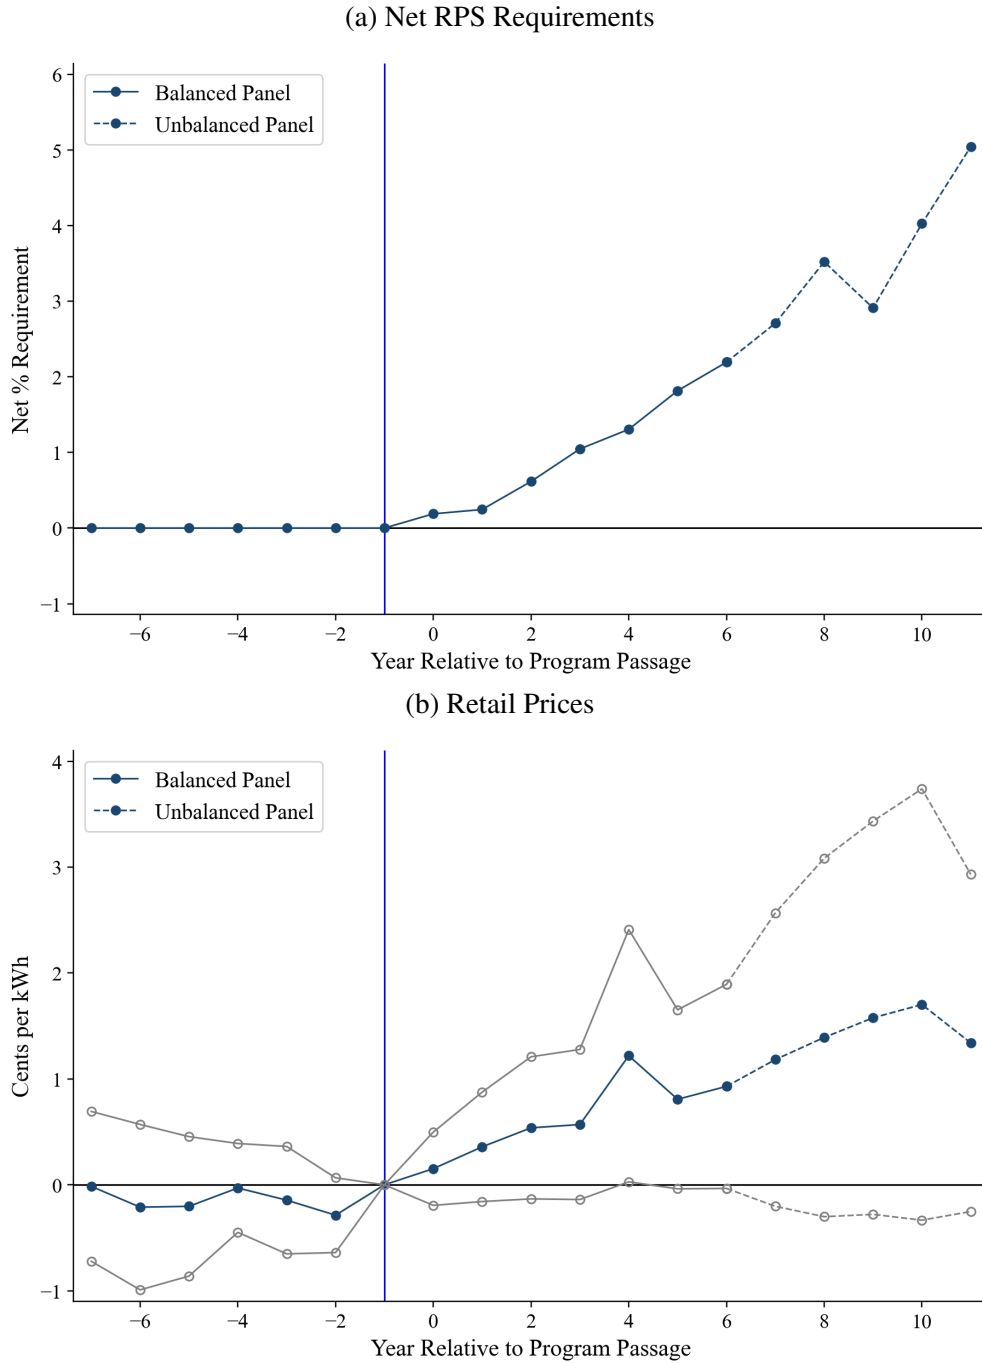 (a) Net RPS Requirements
6
5
4
3
2
1
0
−1
Net % Requirement
Balanced Panel
Unbalanced Panel
−6 −4 −2 0 2 4 6 8 10
Year Relative to Program Passage
(b) Retail Prices
4
3
2
1
0
−1
Cents per kWh
Balanced Panel
Unbalanced Panel
−6 −4 −2 0 2 4 6 8 10
Year Relative to Program Passage